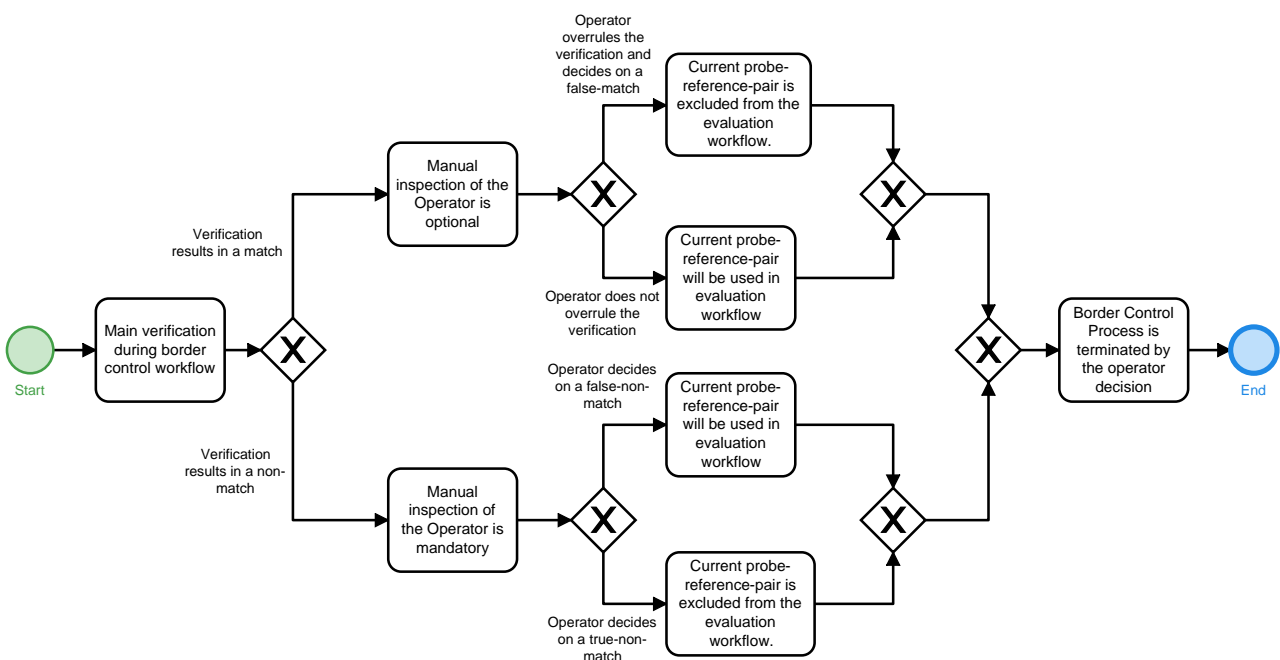 Start
Main verification
during border
control workflow
Verification
results in a match
Verification
results in a non-
match
Manual
inspection of the
Operator is
optional
Manual
inspection of
the Operator is
mandatory
Operator
overrules the
verification and
decides on a
false-match
Operator does not
overrule the
verification
Current probe-
reference-pair is
excluded from the
evaluation
workflow.
Current probe-
reference-pair
will be used in
evaluation
workflow
Operator decides
on a false-non-
match
Operator decides
on a true-non-
match
Current probe-
reference-pair
will be used in
evaluation
workflow
Current probe-
reference-pair is
excluded from the
evaluation
workflow.
X
X
X
X
X
X
Border Control
Process is
terminated by
the operator
decision
End